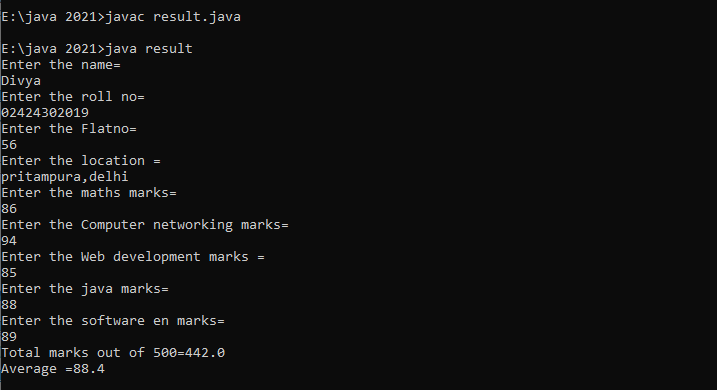 E:\java 2021>javac result.java
E:\java 2021>java result
Enter the name=
Divya
Enter the roll no=
02424302019
Enter the Flatno=
56
Enter the location =
pritampura,delhi
Enter the maths marks=
86
Enter the Computer networking marks=
94
Enter the Web development marks =
85
Enter the java marks=
88
Enter the software en marks=
89
Total marks out of 500=442.0
Average =88.4